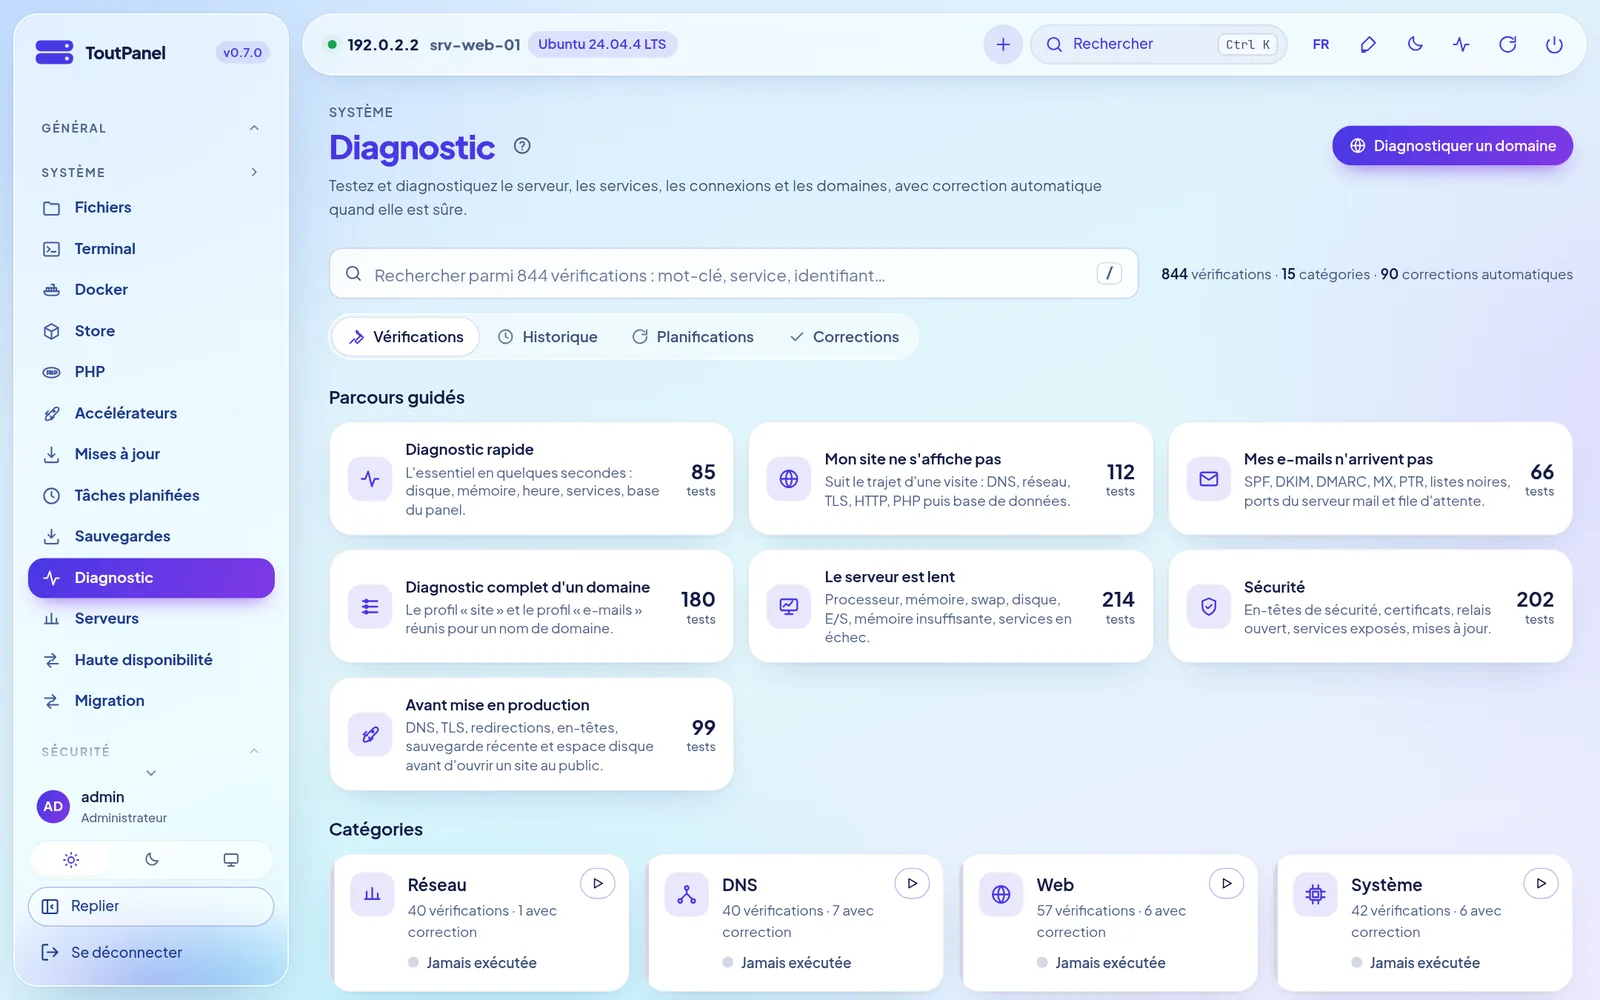 ToutPanel
v0.7.0
GÉNÉRAL
SYSTÈME
Fichiers
Terminal
Docker
Store
PHP
Accélérateurs
Mises à jour
Tâches planifiées
Sauvegardes
Diagnostic
Serveurs
Haute disponibilité
Migration
SÉCURITÉ
AD
admin
Administrateur
Replier
Se déconnecter
192.0.2.2 srv-web-01 Ubuntu 24.04.4 LTS
Rechercher Ctrl K
FR
SYSTÈME
Diagnostic
Testez et diagnostiquez le serveur, les services, les connexions et les domaines, avec correction automatique
quand elle est sûre.
Diagnostiquer un domaine
Rechercher parmi 844 vérifications : mot-clé, service, identifiant... /
844 vérifications · 15 catégories · 90 corrections automatiques
Vérifications Historique Planifications Corrections
Parcours guidés
Diagnostic rapide
L'essentiel en quelques secondes :
disque, mémoire, heure, services, base
du panel.
85
tests
Mon site ne s'affiche pas
Suit le trajet d'une visite : DNS, réseau,
TLS, HTTP, PHP puis base de données.
112
tests
Mes e-mails n'arrivent pas
SPF, DKIM, DMARC, MX, PTR, listes noires,
ports du serveur mail et file d'attente.
66
tests
Diagnostic complet d'un domaine
Le profil « site » et le profil « e-mails »
réunis pour un nom de domaine.
180
tests
Le serveur est lent
Processeur, mémoire, swap, disque,
E/S, mémoire insuffisante, services en
échec.
214
tests
Sécurité
En-têtes de sécurité, certificats, relais
ouvert, services exposés, mises à jour.
202
tests
Avant mise en production
DNS, TLS, redirections, en-têtes,
sauvegarde récente et espace disque
avant d'ouvrir un site au public.
99
tests
Catégories
Réseau
40 vérifications · 1 avec
correction
Jamais exécutée
DNS
40 vérifications · 7 avec
correction
Jamais exécutée
Web
57 vérifications · 6 avec
correction
Jamais exécutée
Système
42 vérifications · 6 avec
correction
Jamais exécutée